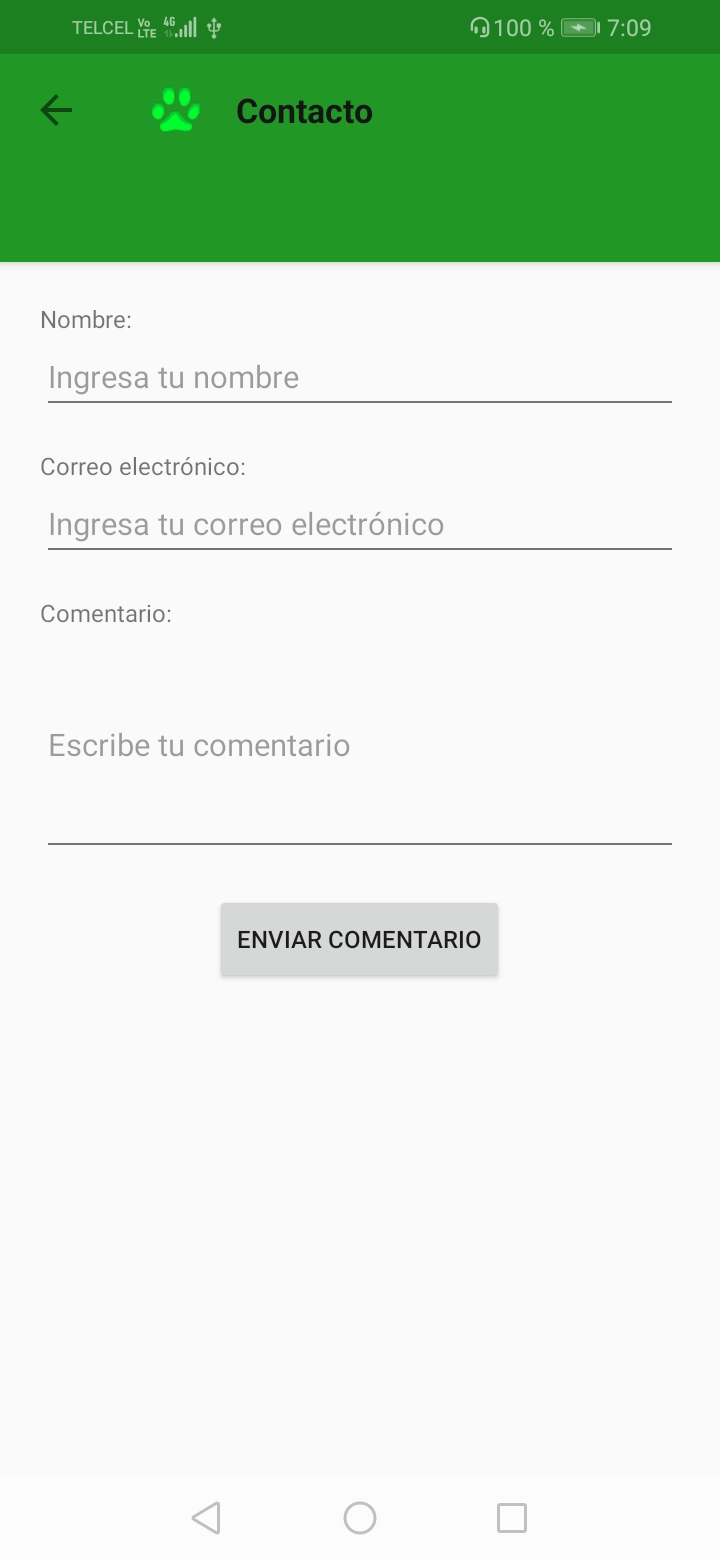 TELCEL Vo LTE 4G 100 % 7:09
Contacto
Nombre:
Ingresa tu nombre
Correo electrónico:
Ingresa tu correo electrónico
Comentario:
Escribe tu comentario
ENVIAR COMENTARIO